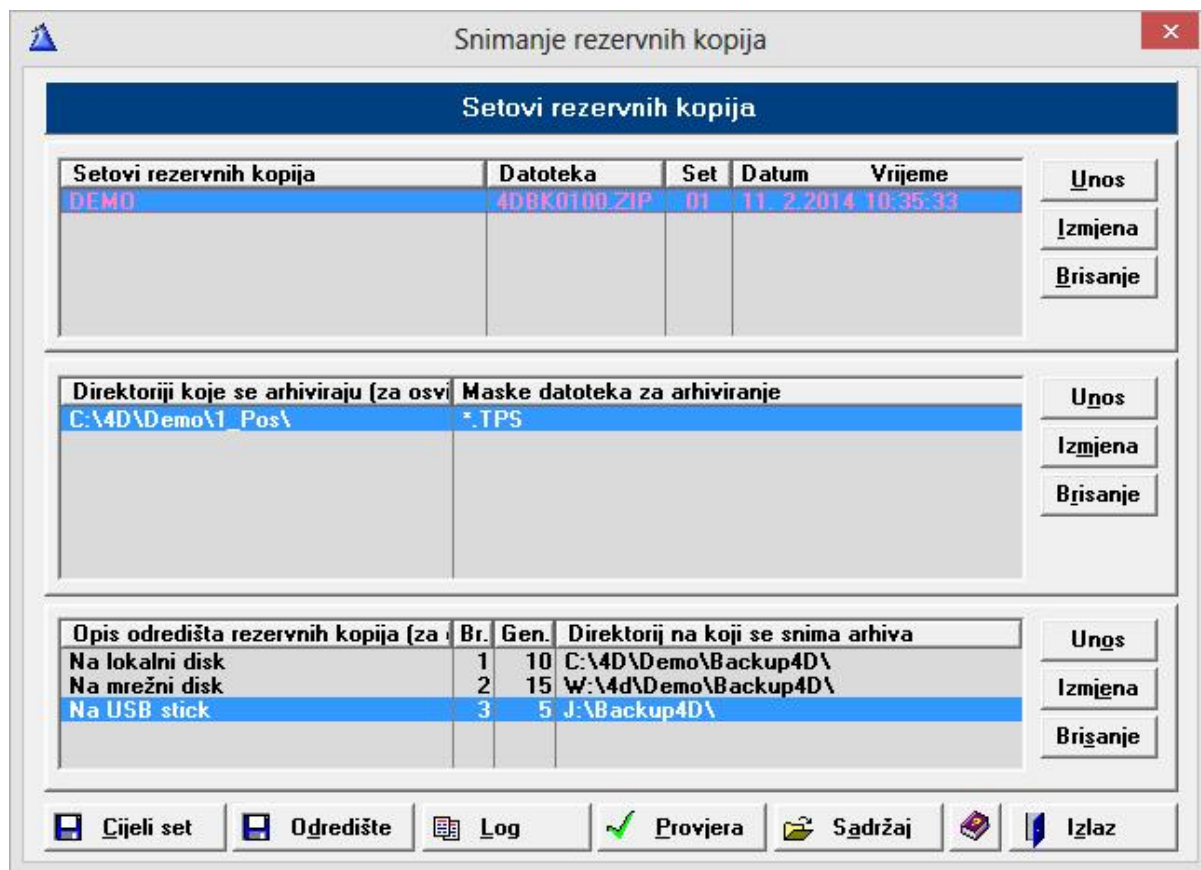 Snimanje rezervnih kopija
Setovi rezervnih kopija
Setovi rezervnih kopija Datoteka Set Datum Vrijeme
DEMO 4DBK0100.ZIP 01 11. 2.2014 10:35:33
Unos
Izmjena
Brisanje
Direktoriji koje se arhiviraju (za osvi Maske datoteka za arhiviranje
C:\4D\Demo\1_Pos\ *.TPS
Unos
Izmjena
Brisanje
Opis odredišta rezervnih kopija (za Br. Gen. Direktorij na koji se snima arhiva
Na lokalni disk 1 10 C:\4D\Demo\Backup4D\
Na mrežni disk 2 15 W:\4d\Demo\Backup4D\
Na USB stick 3 5 J:\Backup4D\
Unos
Izmjena
Brisanje
Cijeli set Odredište Log Provjera Sadržaj Izlaz